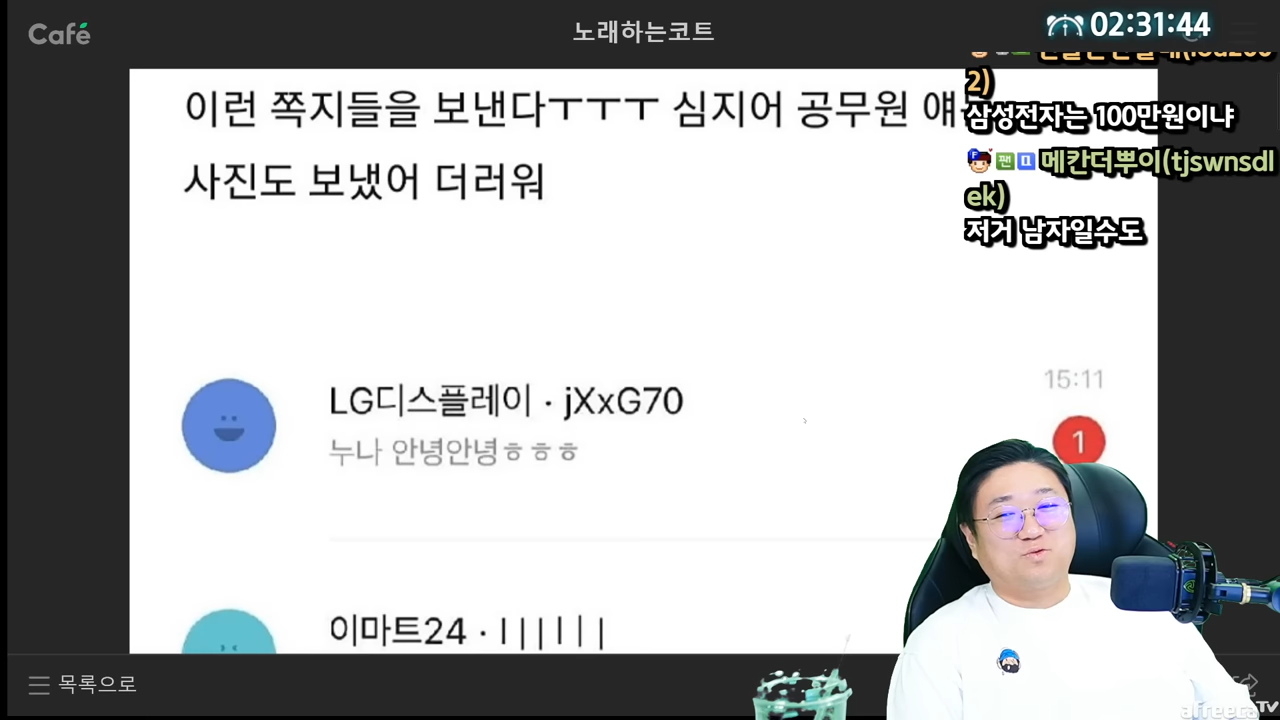 Café
노래하는코트
02:31:44
2)
삼성전자는 100만원이냐
팬 메칸더뿌이(tjswnsdl
ek)
저거 남자일수도
이런 쪽지들을 보낸다ㅜㅜㅜ 심지어 공무원 얘
사진도 보냈어 더러워
LG디스플레이 · jXxG70
15:11
누나 안녕안녕ㅎㅎㅎ
1
이마트24 · l||l|
목록으로
afreecaTV